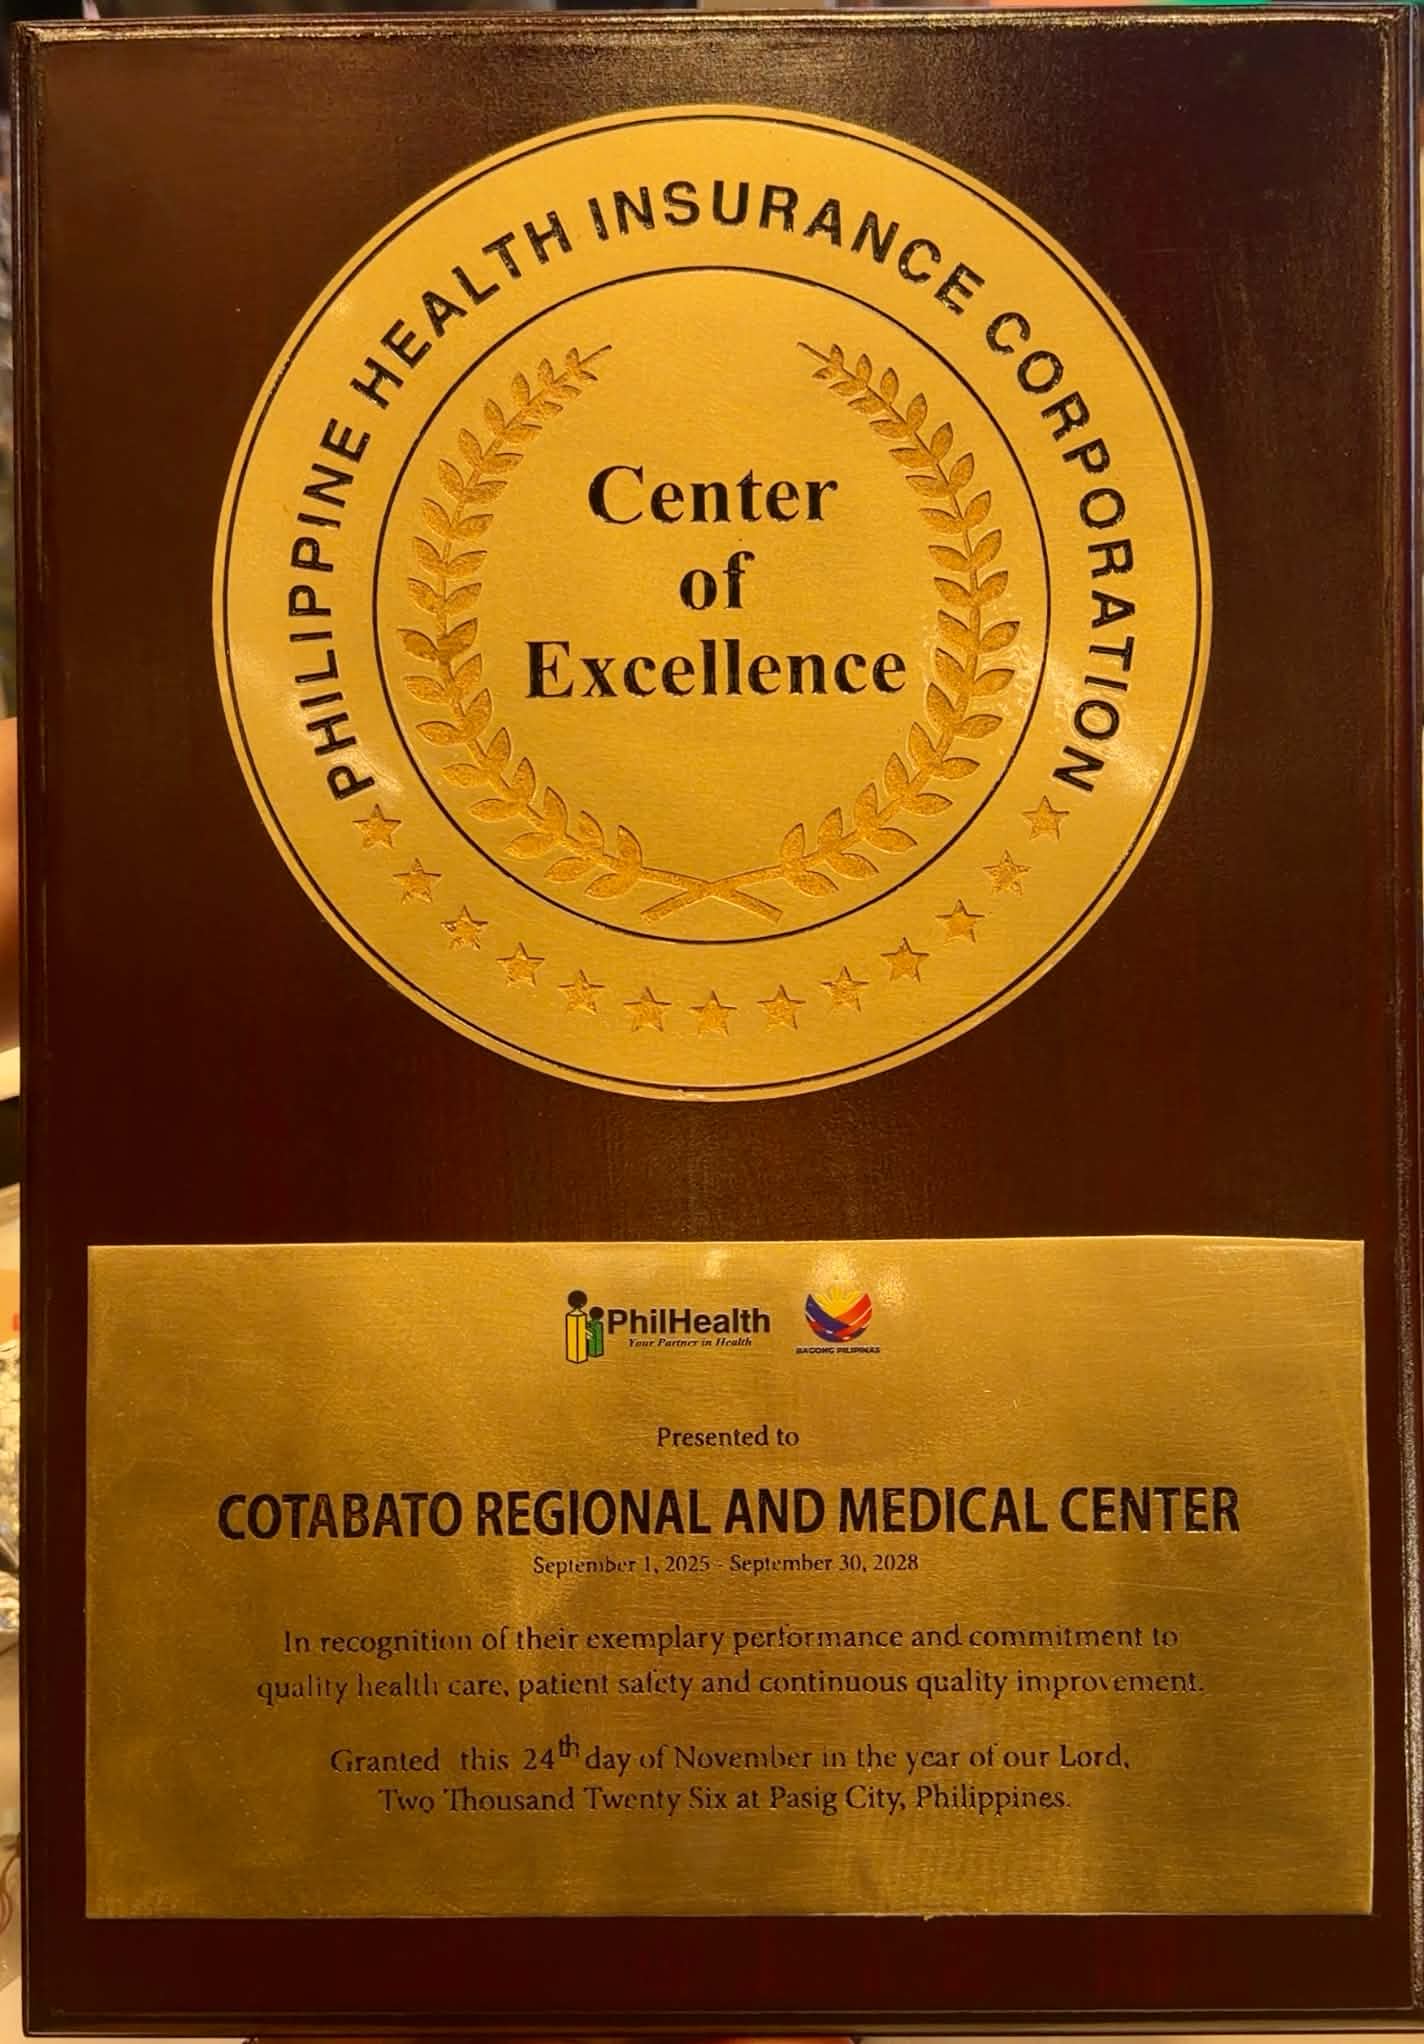 PHILIPPINE HEALTH INSURANCE CORPORATION
Center
of
Excellence
PhilHealth
Your Partner in Health
BAGONG PILIPINAS
Presented to
COTABATO REGIONAL AND MEDICAL CENTER
September 1, 2025 - September 30, 2028
In recognition of their exemplary performance and commitment to
quality health care, patient safety and continuous quality improvement.
Granted this 24th day of November in the year of our Lord,
Two Thousand Twenty Six at Pasig City, Philippines.